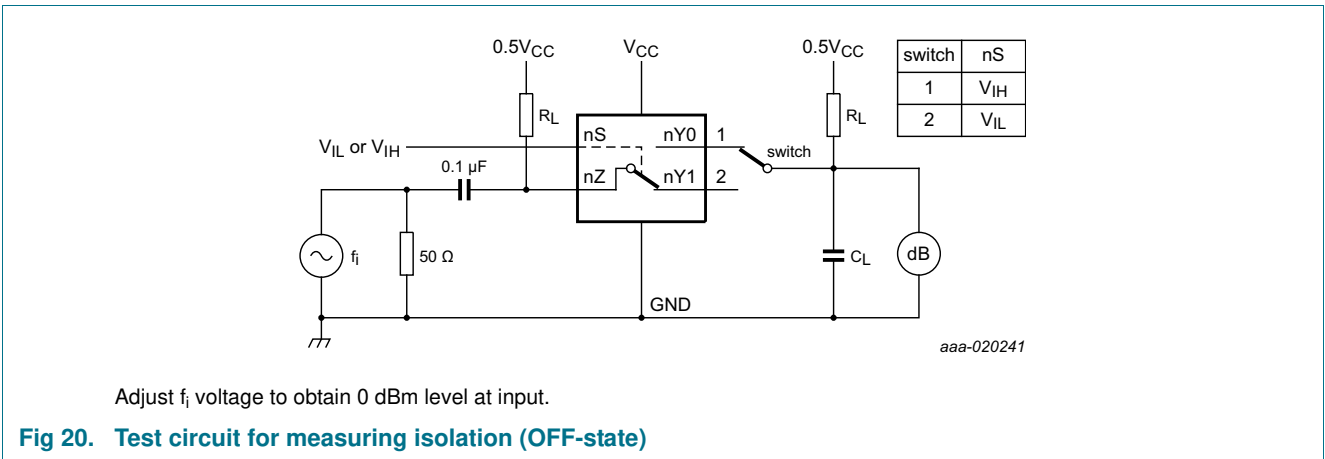 0.5VCC
VCC
0.5VCC
switch nS
1 VIH
2 VIL
RL
RL
nS
nY0
1
switch
VIL or VIH
0.1 µF
nZ
nY1
2
fi
50 Ω
CL
dB
GND
aaa-020241
Adjust fi voltage to obtain 0 dBm level at input.
Fig 20. Test circuit for measuring isolation (OFF-state)